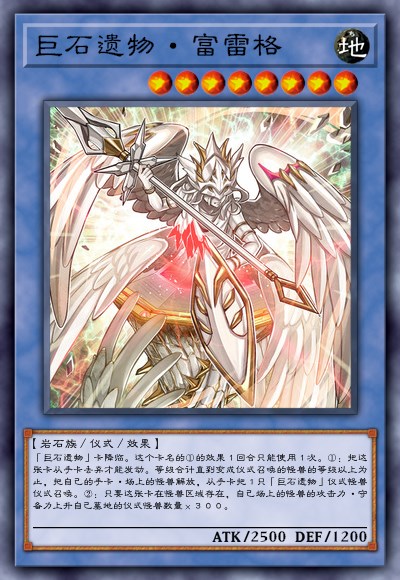 巨石遗物·富雷格
地
【岩石族／仪式／效果】
「巨石遗物」卡降临。这个卡名的①的效果1回合只能使用1次。①：把这
张卡从手卡丢弃才能发动。等级合计直到变成仪式召唤的怪兽的等级以上为
止，把自己的手卡·场上的怪兽解放，从手卡把1只「巨石遗物」仪式怪兽
仪式召唤。②：只要这张卡在怪兽区域存在，自己场上的怪兽的攻击力·守
备力上升自己墓地的仪式怪兽数量×300。
ATK/2500 DEF/1200